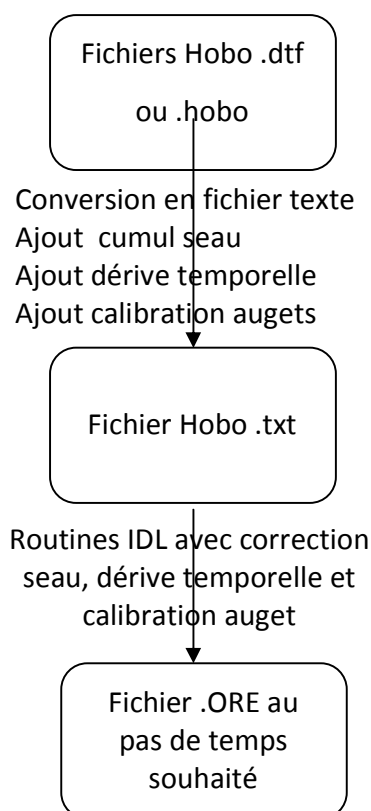 Fichiers Hobo .dtf
ou .hobo
Conversion en fichier texte
Ajout cumul seau
Ajout dérive temporelle
Ajout calibration augets
Fichier Hobo .txt
Routines IDL avec correction
seau, dérive temporelle et
calibration auget
Fichier .ORE au
pas de temps
souhaité